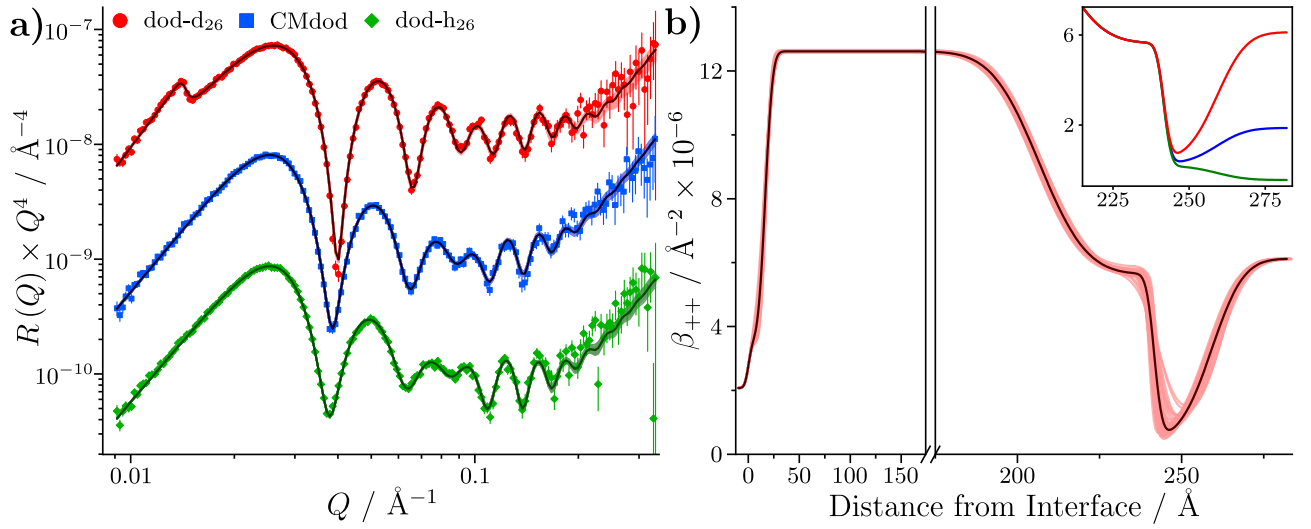 a)
dod-d₂₆ CMdod dod-h₂₆
R(Q) × Q⁴ / Å⁻⁴
10⁻⁷
10⁻⁸
10⁻⁹
10⁻¹⁰
0.01 0.1
Q / Å⁻¹
b)
β₊₊ / Å⁻² × 10⁻⁶
12
8
4
0
0 50 100 150 200 250
Distance from Interface / Å
6
2
225 250 275